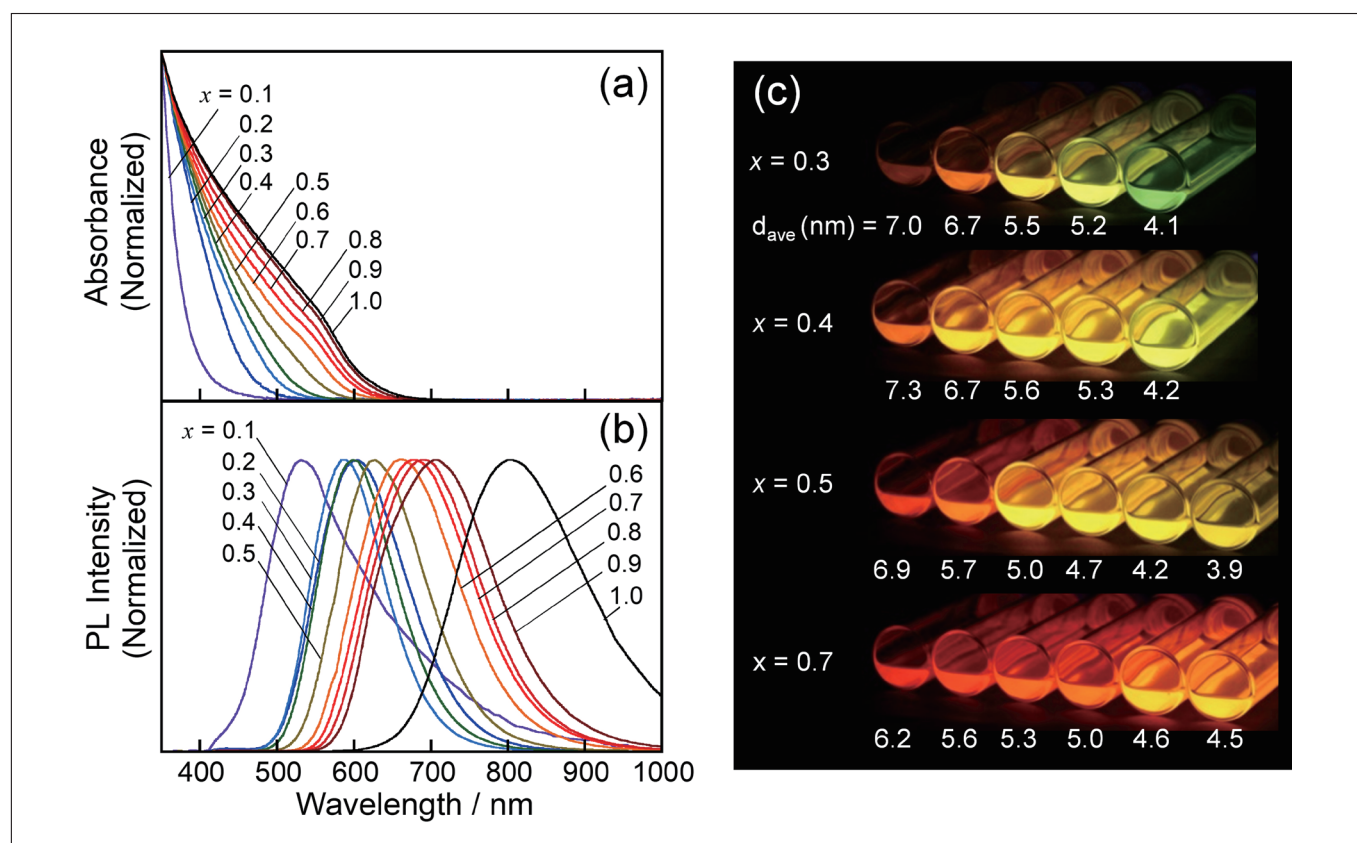 (a)
x = 0.1
0.2
0.3
0.4
0.5
0.6
0.7
0.8
0.9
1.0
Absorbance
(Normalized)
(b)
x = 0.1
0.2
0.3
0.4
0.5
0.6
0.7
0.8
0.9
1.0
PL Intensity
(Normalized)
400 500 600 700 800 900 1000
Wavelength / nm
(c)
x = 0.3
dave (nm) = 7.0 6.7 5.5 5.2 4.1
x = 0.4
7.3 6.7 5.6 5.3 4.2
x = 0.5
6.9 5.7 5.0 4.7 4.2 3.9
x = 0.7
6.2 5.6 5.3 5.0 4.6 4.5